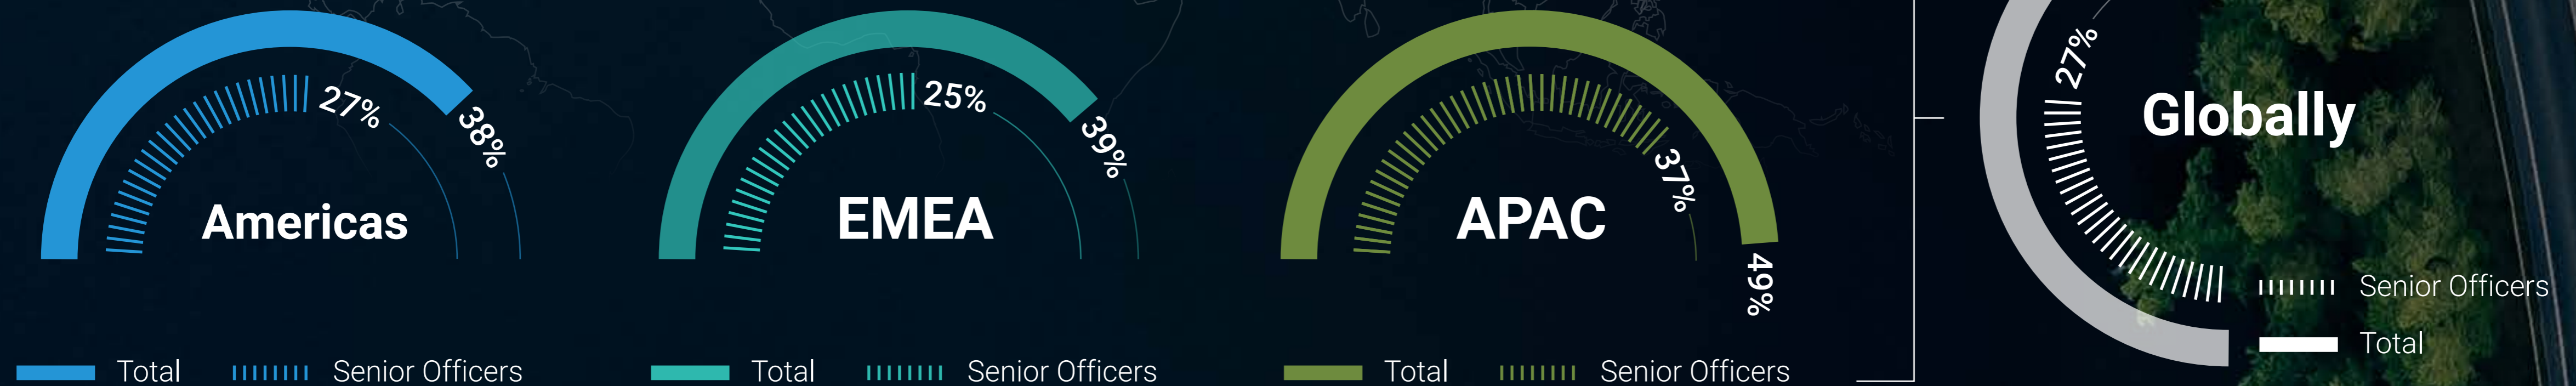 27%
38%
Americas
Total
Senior Officers
25%
39%
EMEA
Total
Senior Officers
37%
49%
APAC
Total
Senior Officers
27%
Globally
Senior Officers
Total